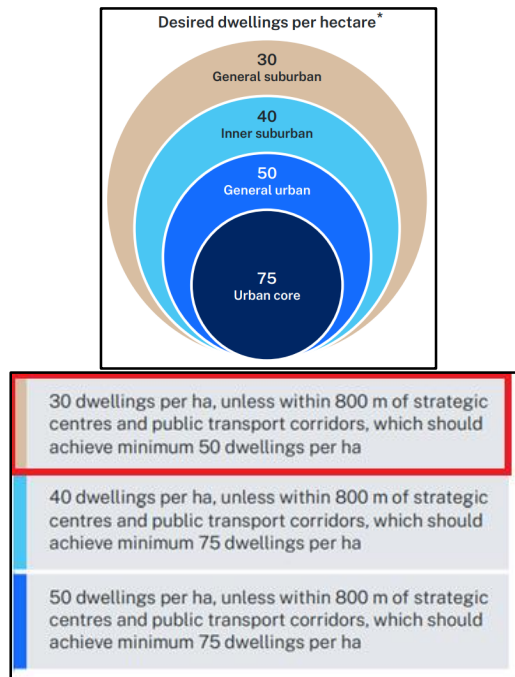 Desired dwellings per hectare*
30
General suburban
40
Inner suburban
50
General urban
75
Urban core
30 dwellings per ha, unless within 800 m of strategic
centres and public transport corridors, which should
achieve minimum 50 dwellings per ha
40 dwellings per ha, unless within 800 m of strategic
centres and public transport corridors, which should
achieve minimum 75 dwellings per ha
50 dwellings per ha, unless within 800 m of strategic
centres and public transport corridors, which should
achieve minimum 75 dwellings per ha